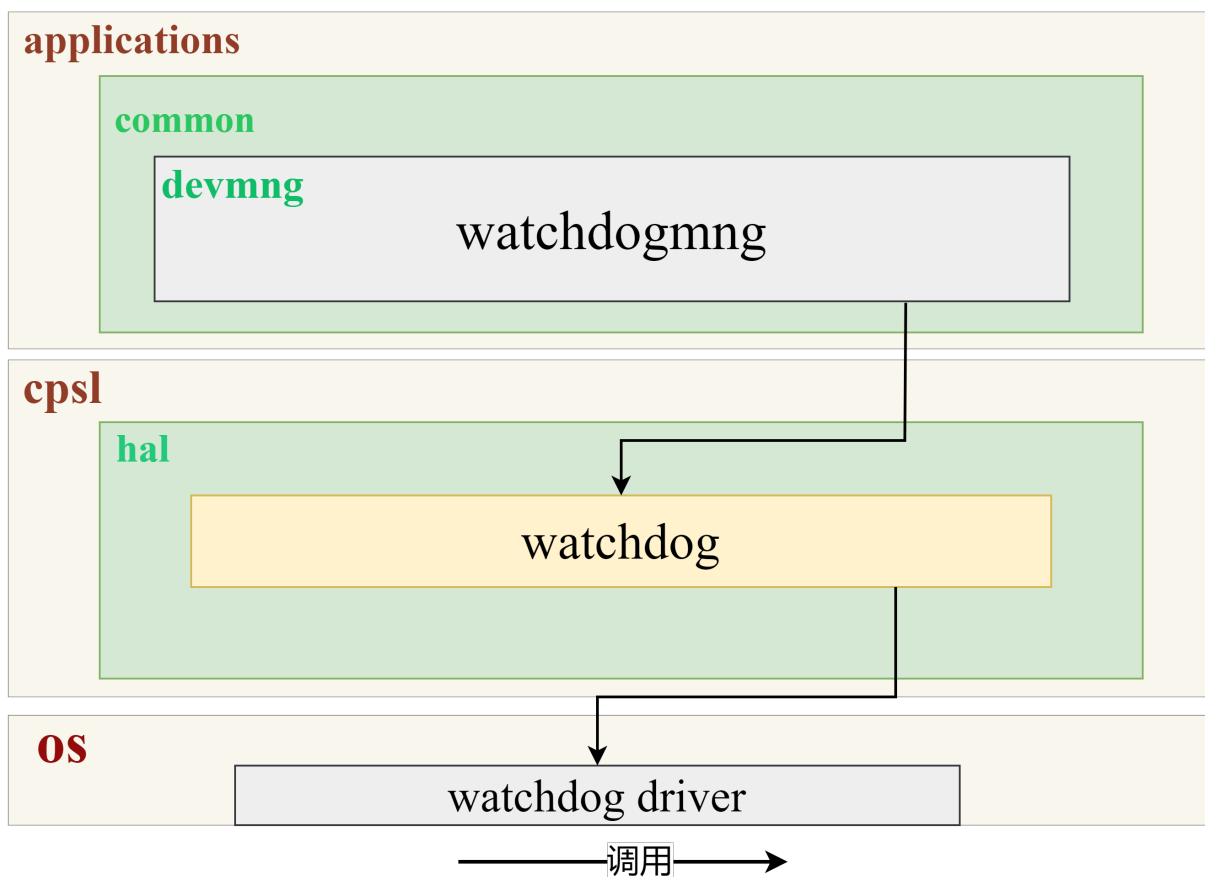 applications
common
devmng
watchdogmng
cpsl
hal
watchdog
os
watchdog driver
调用